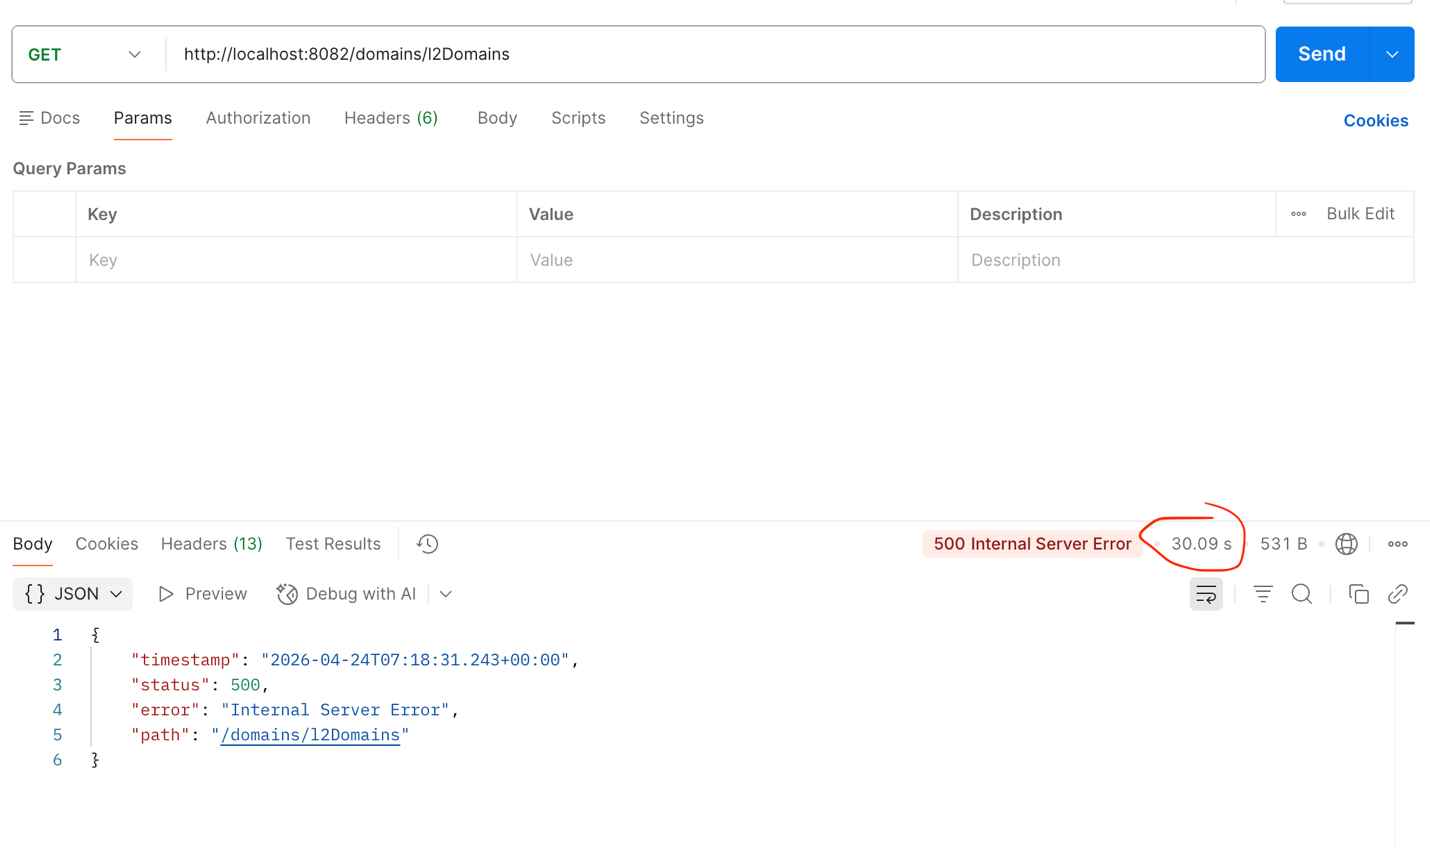 GET http://localhost:8082/domains/l2Domains Send
Docs Params Authorization Headers (6) Body Scripts Settings Cookies
Query Params
Key Value Description Bulk Edit
Key Value Description
Body Cookies Headers (13) Test Results 500 Internal Server Error 30.09 s 531 B
{} JSON Preview Debug with AI
1 {
2 "timestamp": "2026-04-24T07:18:31.243+00:00",
3 "status": 500,
4 "error": "Internal Server Error",
5 "path": "/domains/l2Domains"
6 }